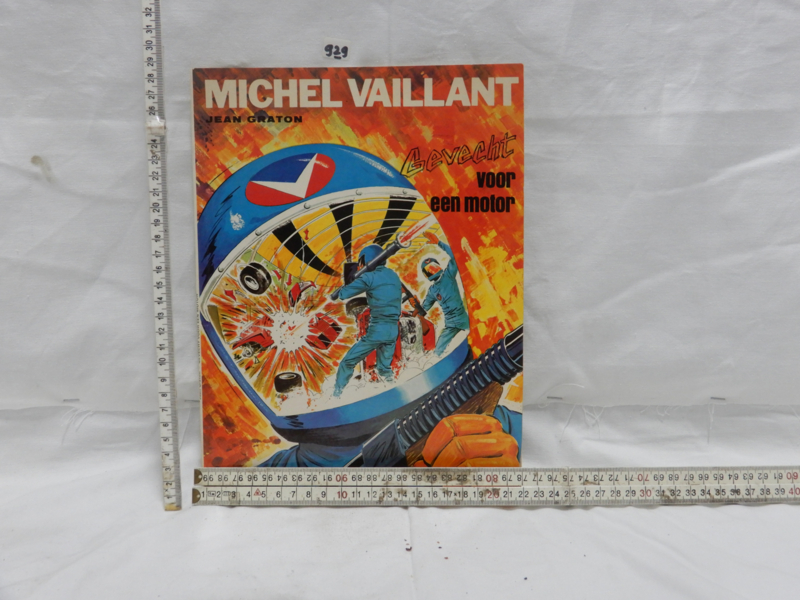 929
MICHEL VAILLANT
JEAN GRATON
Gevecht
voor
een motor